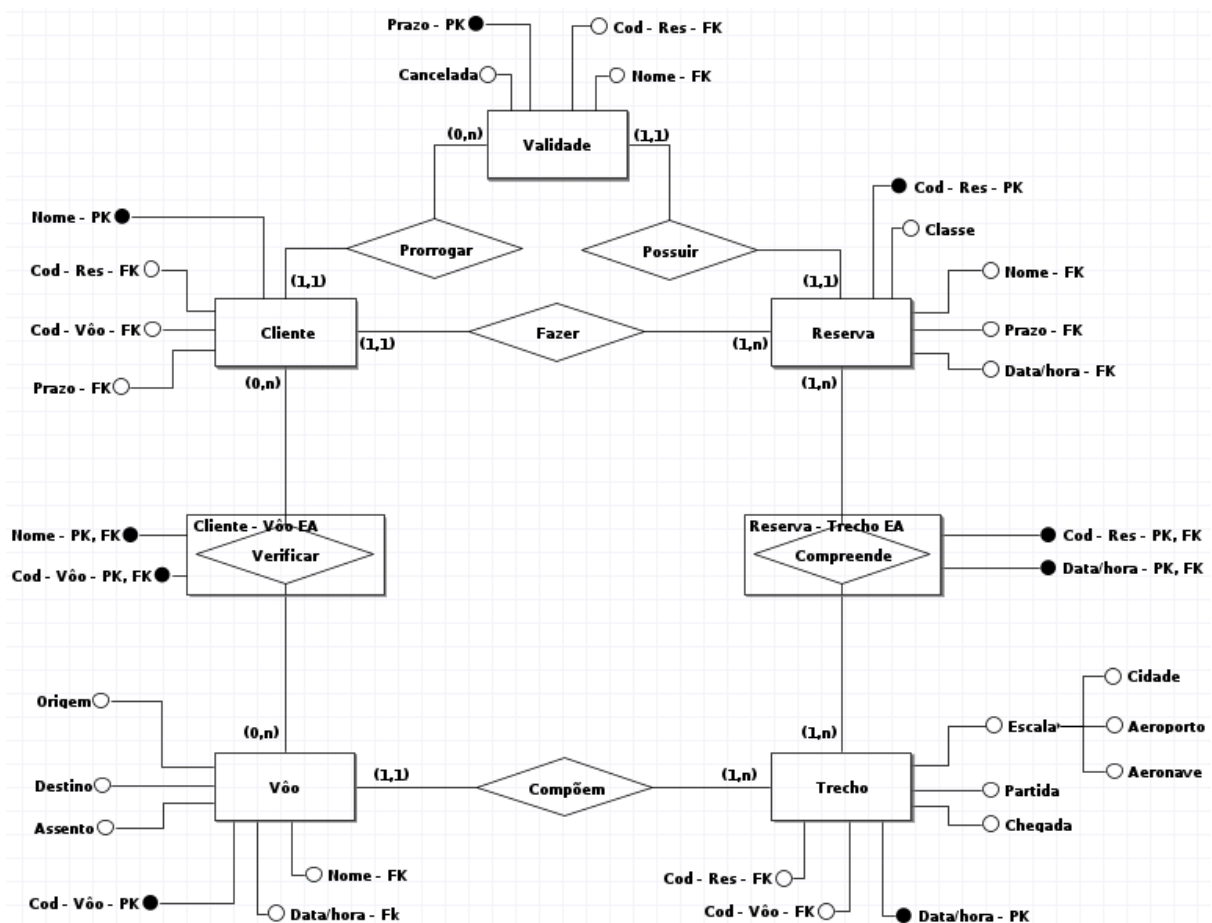 Prazo - PK
Cod - Res - FK
Cancelada
Nome - FK
(0,n)
Validade
(1,1)
Cod - Res - PK
Nome - PK
Classe
Prorrogar
Possuir
Cod - Res - FK
Nome - FK
(1,1)
(1,1)
Cod - Vôo - FK
Cliente
Fazer
Reserva
Prazo - FK
(1,1)
(1,n)
Prazo - FK
Data/hora - FK
(0,n)
(1,n)
Cliente - Vôo EA
Reserva - Trecho EA
Nome - PK, FK
Verificar
Compreende
Cod - Res - PK, FK
Cod - Vôo - PK, FK
Data/hora - PK, FK
Cidade
Origem
Escala
Aeroporto
(0,n)
(1,n)
(1,1)
(1,n)
Aeronave
Destino
Vôo
Compõem
Trecho
Partida
Assento
Chegada
Nome - FK
Cod - Res - FK
Cod - Vôo - PK
Data/hora - Fk
Cod - Vôo - FK
Data/hora - PK